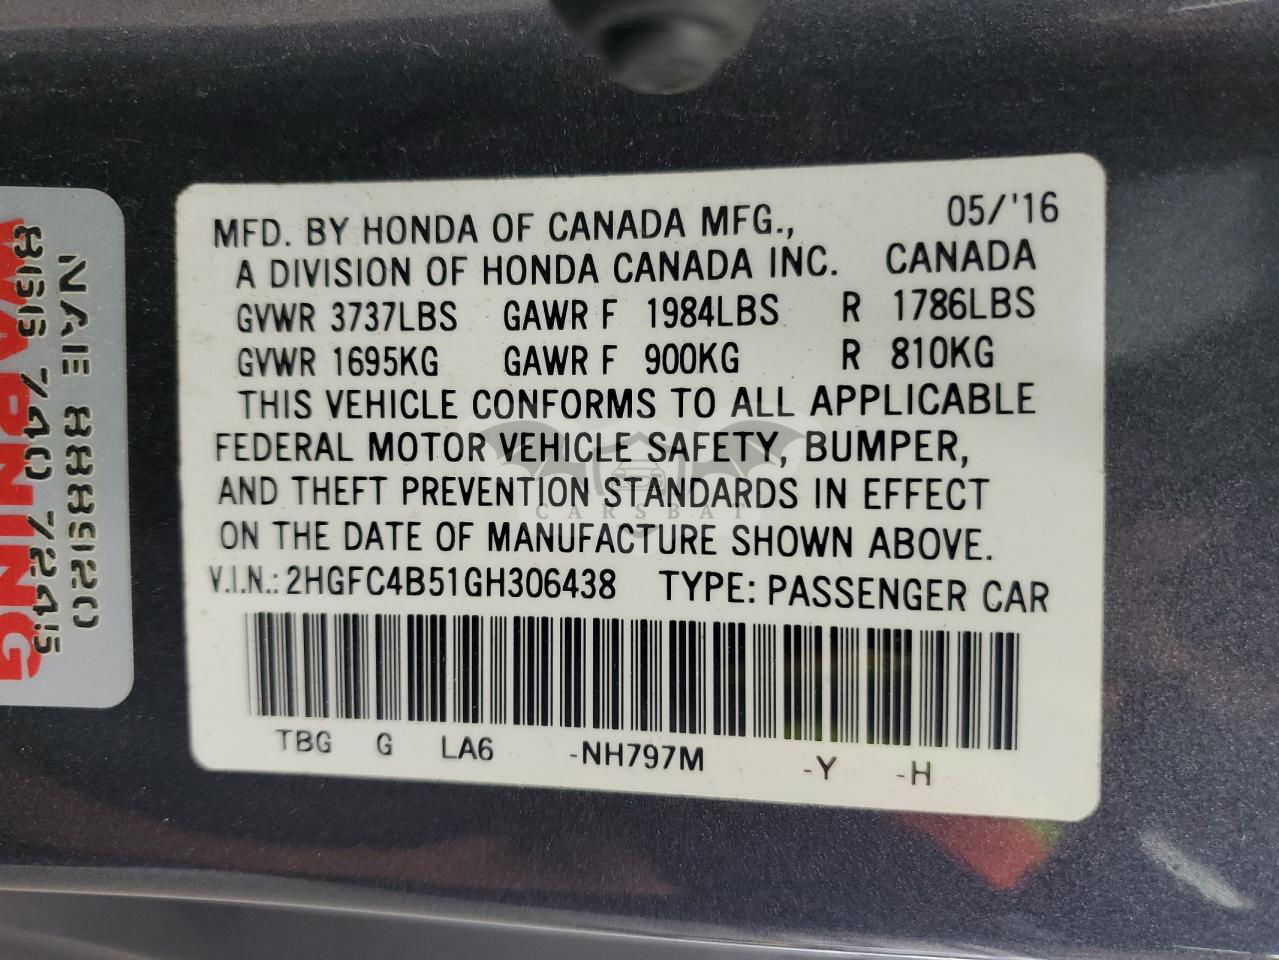 MFD. BY HONDA OF CANADA MFG., 05/'16
A DIVISION OF HONDA CANADA INC. CANADA
GVWR 3737LBS GAWR F 1984LBS R 1786LBS
GVWR 1695KG GAWR F 900KG R 810KG
THIS VEHICLE CONFORMS TO ALL APPLICABLE
FEDERAL MOTOR VEHICLE SAFETY, BUMPER,
AND THEFT PREVENTION STANDARDS IN EFFECT
ON THE DATE OF MANUFACTURE SHOWN ABOVE.
V.I.N.: 2HGFC4B51GH306438 TYPE: PASSENGER CAR
TBG G LA6 -NH797M -Y -H
CARSBAT